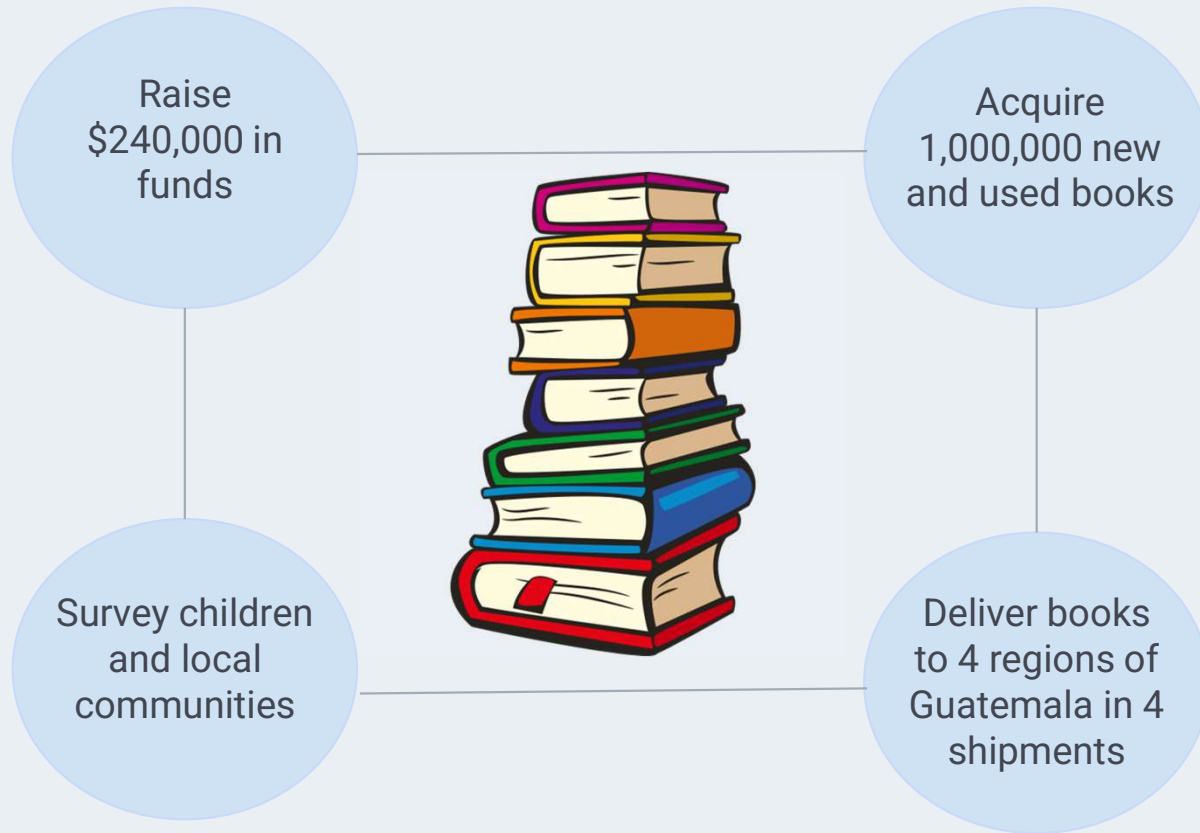 Raise
$240,000 in
funds
Acquire
1,000,000 new
and used books
Survey children
and local
communities
Deliver books
to 4 regions of
Guatemala in 4
shipments